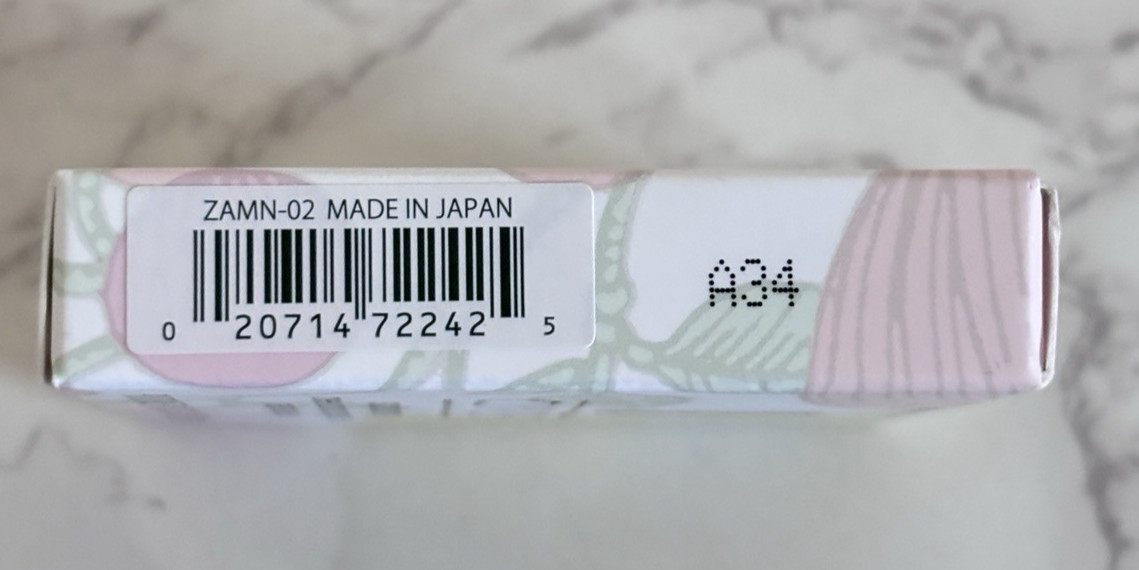 ZAMN-02 MADE IN JAPAN
0 20714 72242 5
A34